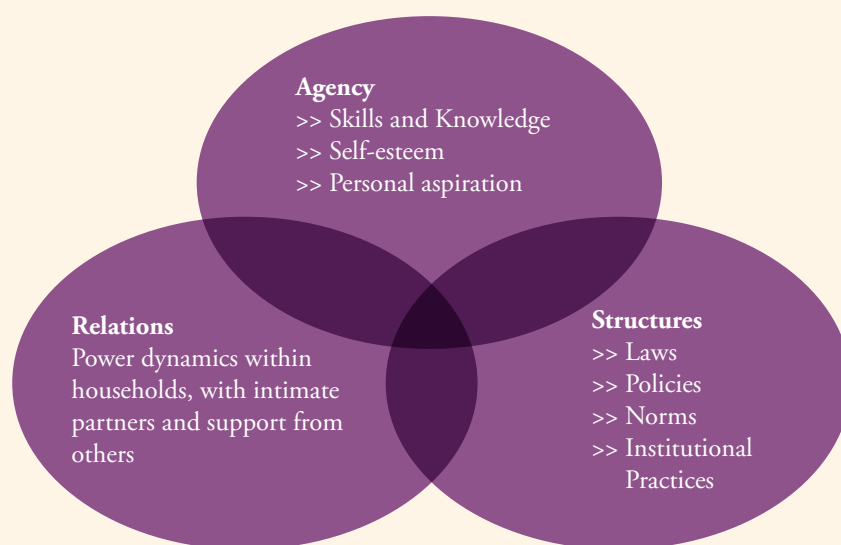 Agency
>> Skills and Knowledge
>> Self-esteem
>> Personal aspiration
Relations
Power dynamics within
households, with intimate
partners and support from
others
Structures
>> Laws
>> Policies
>> Norms
>> Institutional
Practices